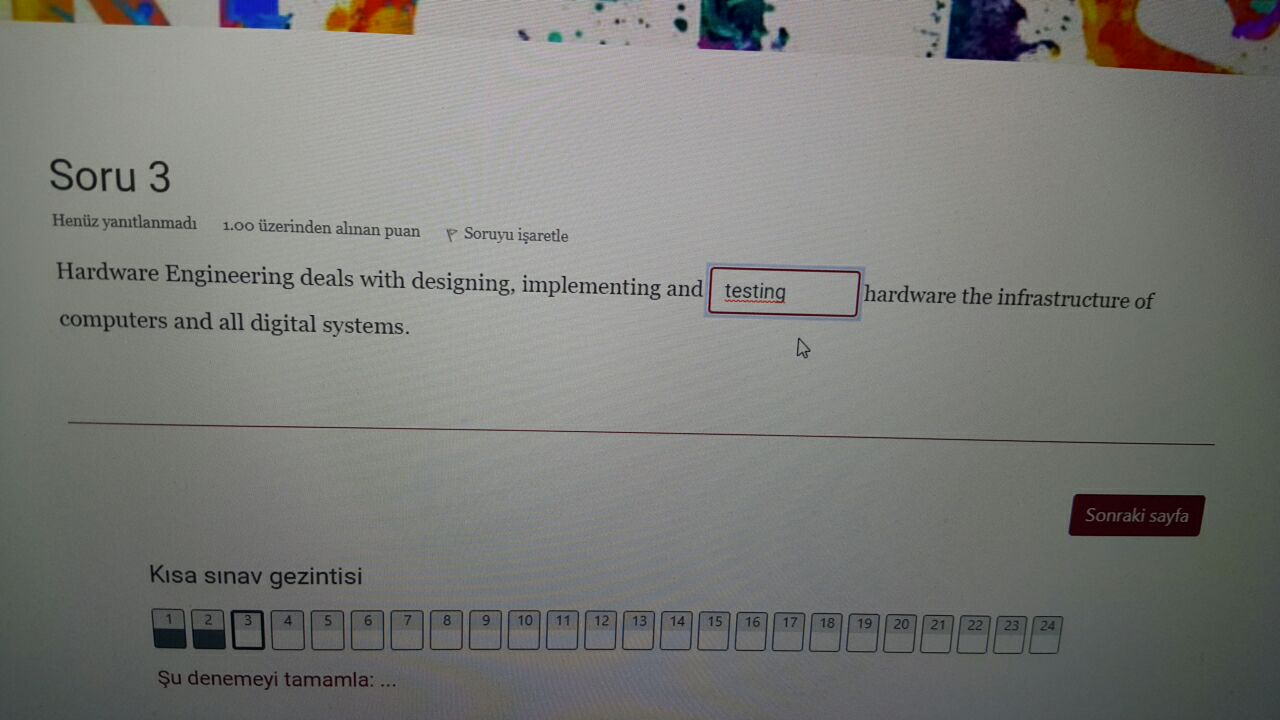 Soru 3
Henüz yanıtlanmadı 1.00 üzerinden alınan puan Soruyu işaretle
Hardware Engineering deals with designing, implementing and testing hardware the infrastructure of
computers and all digital systems.
Sonraki sayfa
Kısa sınav gezintisi
1 2 3 4 5 6 7 8 9 10 11 12 13 14 15 16 17 18 19 20 21 22 23 24
Şu denemeyi tamamla: ...